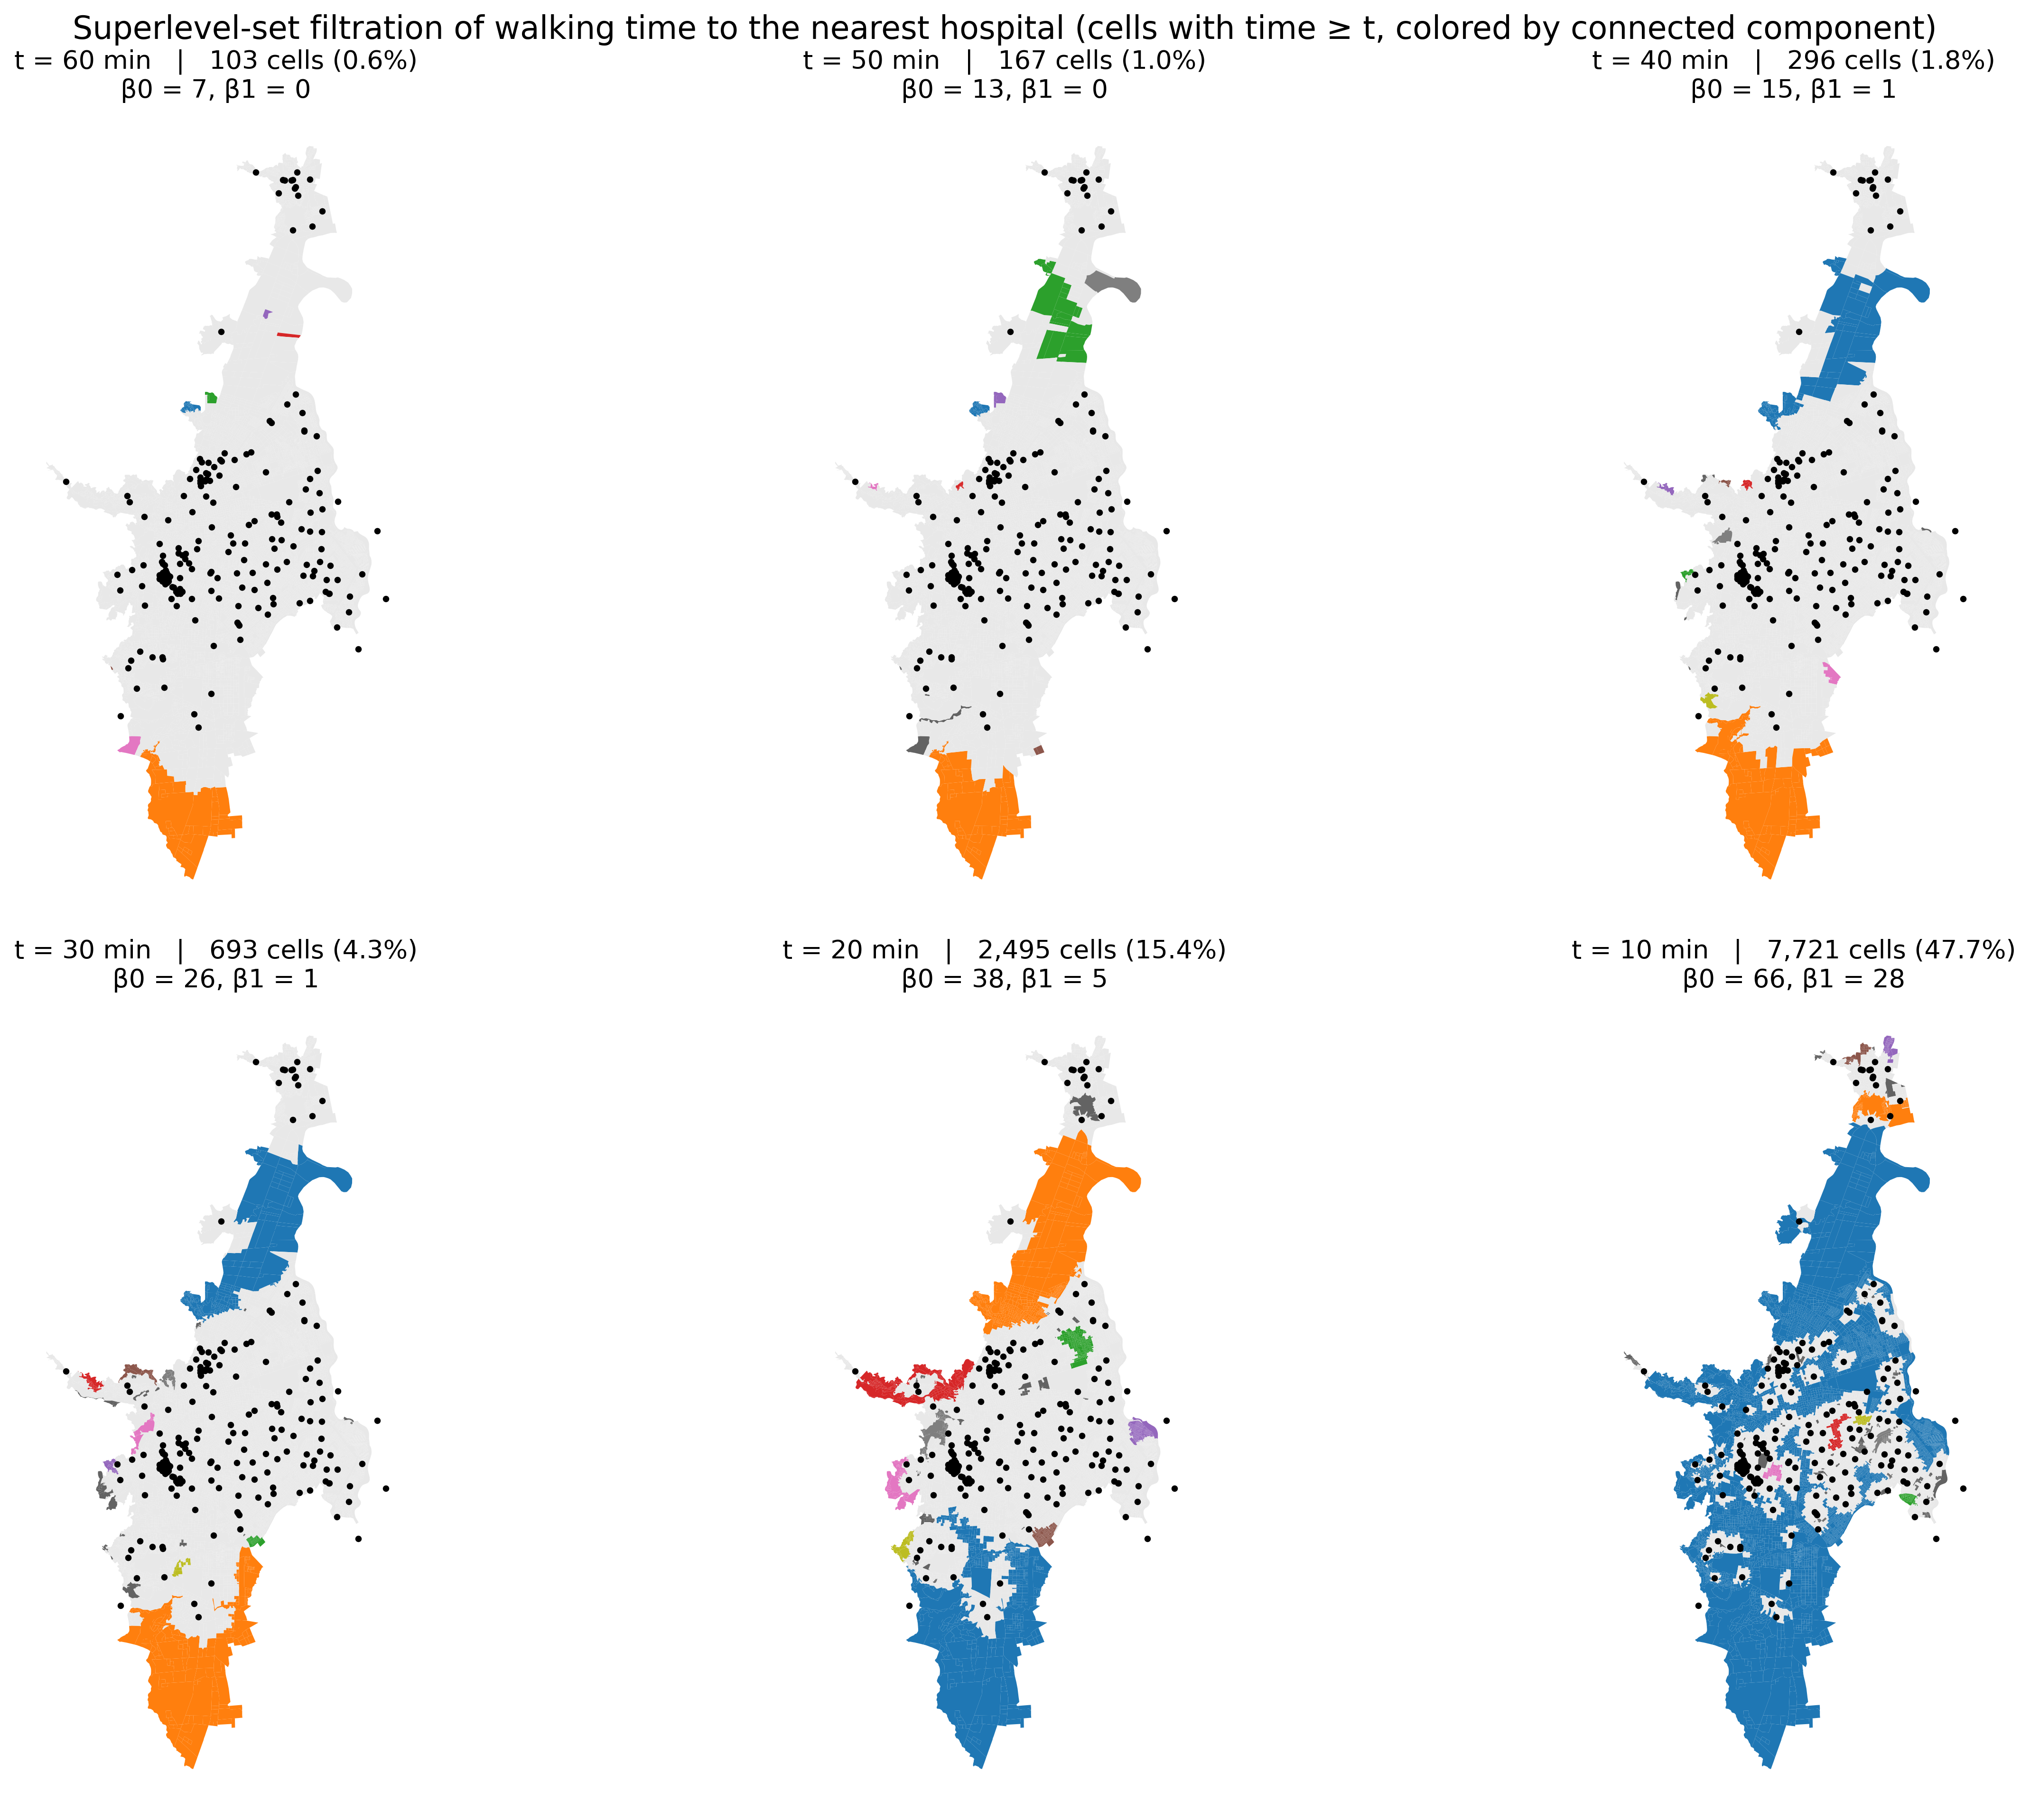 Superlevel-set filtration of walking time to the nearest hospital (cells with time ≥ t, colored by connected component)
t = 60 min   |   103 cells (0.6%)
β0 = 7, β1 = 0
t = 50 min   |   167 cells (1.0%)
β0 = 13, β1 = 0
t = 40 min   |   296 cells (1.8%)
β0 = 15, β1 = 1
t = 30 min   |   693 cells (4.3%)
β0 = 26, β1 = 1
t = 20 min   |   2,495 cells (15.4%)
β0 = 38, β1 = 5
t = 10 min   |   7,721 cells (47.7%)
β0 = 66, β1 = 28